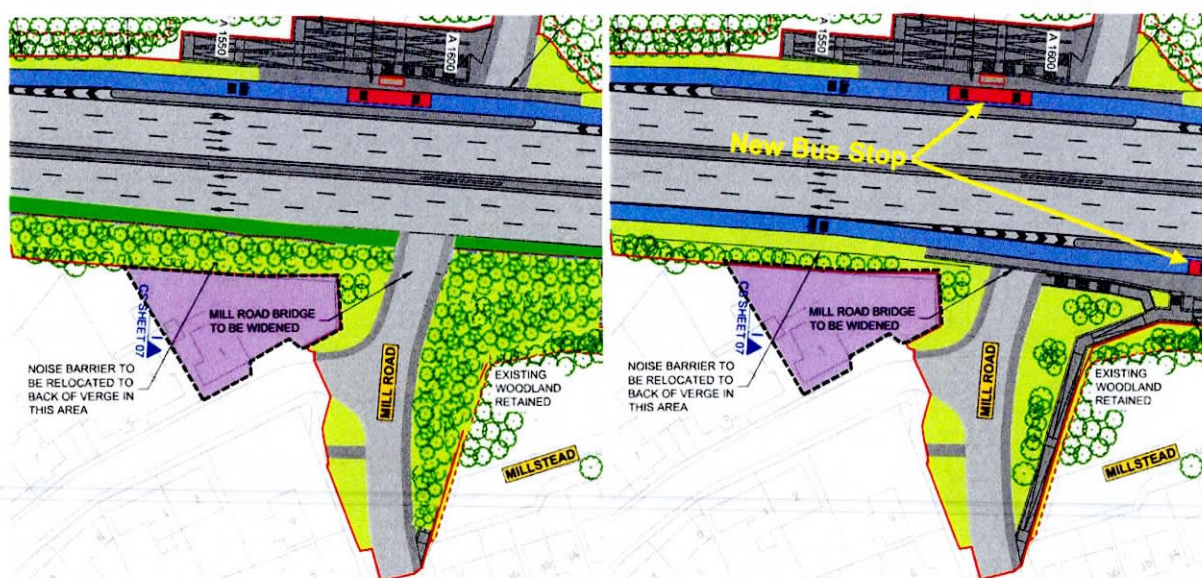 A 1550
A 1600
MILL ROAD BRIDGE
TO BE WIDENED
CP SHEET 07
NOISE BARRIER TO
BE RELOCATED TO
BACK OF VERGE IN
THIS AREA
MILL ROAD
EXISTING
WOODLAND
RETAINED
MILLSTEAD
A 1550
A 1600
New Bus Stop
MILL ROAD BRIDGE
TO BE WIDENED
CP SHEET 07
NOISE BARRIER TO
BE RELOCATED TO
BACK OF VERGE IN
THIS AREA
MILL ROAD
EXISTING
WOODLAND
RETAINED
MILLSTEAD